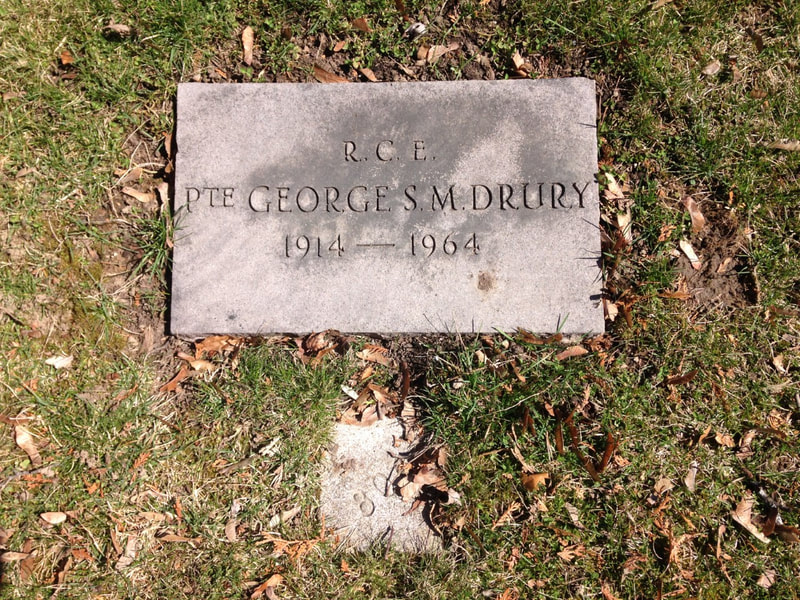 R. C. E.
PTE GEORGE S. M. DRURY
1914 — 1964